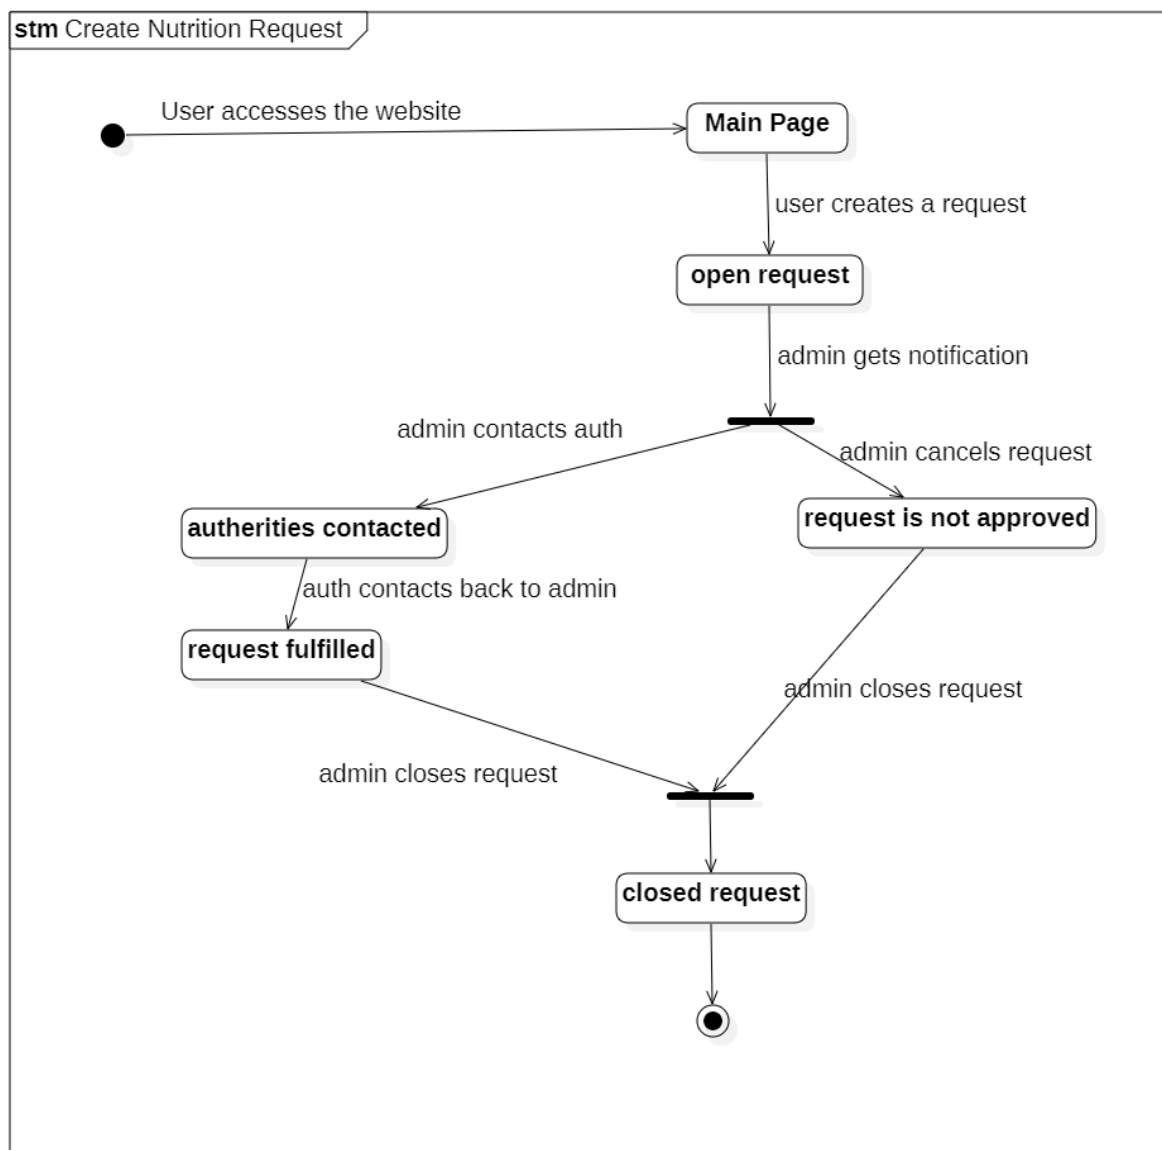 stm Create Nutrition Request
User accesses the website
Main Page
user creates a request
open request
admin gets notification
admin contacts auth
admin cancels request
autherities contacted
request is not approved
auth contacts back to admin
request fulfilled
admin closes request
admin closes request
closed request